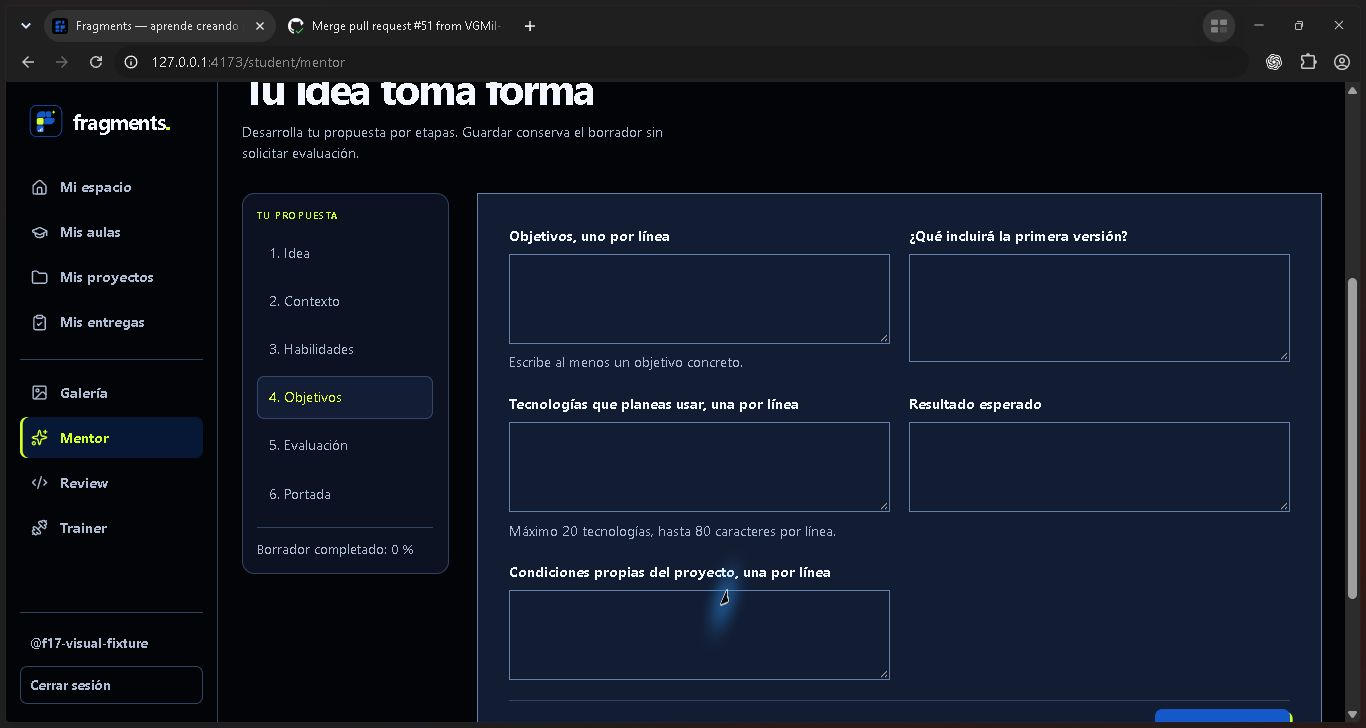 Fragments — aprende creando
Merge pull request #51 from VGMil-
127.0.0.1:4173/student/mentor
fragments.
Mi espacio
Mis aulas
Mis proyectos
Mis entregas
Galería
Mentor
Review
Trainer
@f17-visual-fixture
Cerrar sesión
Tu idea toma forma
Desarrolla tu propuesta por etapas. Guardar conserva el borrador sin
solicitar evaluación.
TU PROPUESTA
1. Idea
2. Contexto
3. Habilidades
4. Objetivos
5. Evaluación
6. Portada
Borrador completado: 0 %
Objetivos, uno por línea
Escribe al menos un objetivo concreto.
¿Qué incluirá la primera versión?
Tecnologías que planeas usar, una por línea
Máximo 20 tecnologías, hasta 80 caracteres por línea.
Resultado esperado
Condiciones propias del proyecto, una por línea